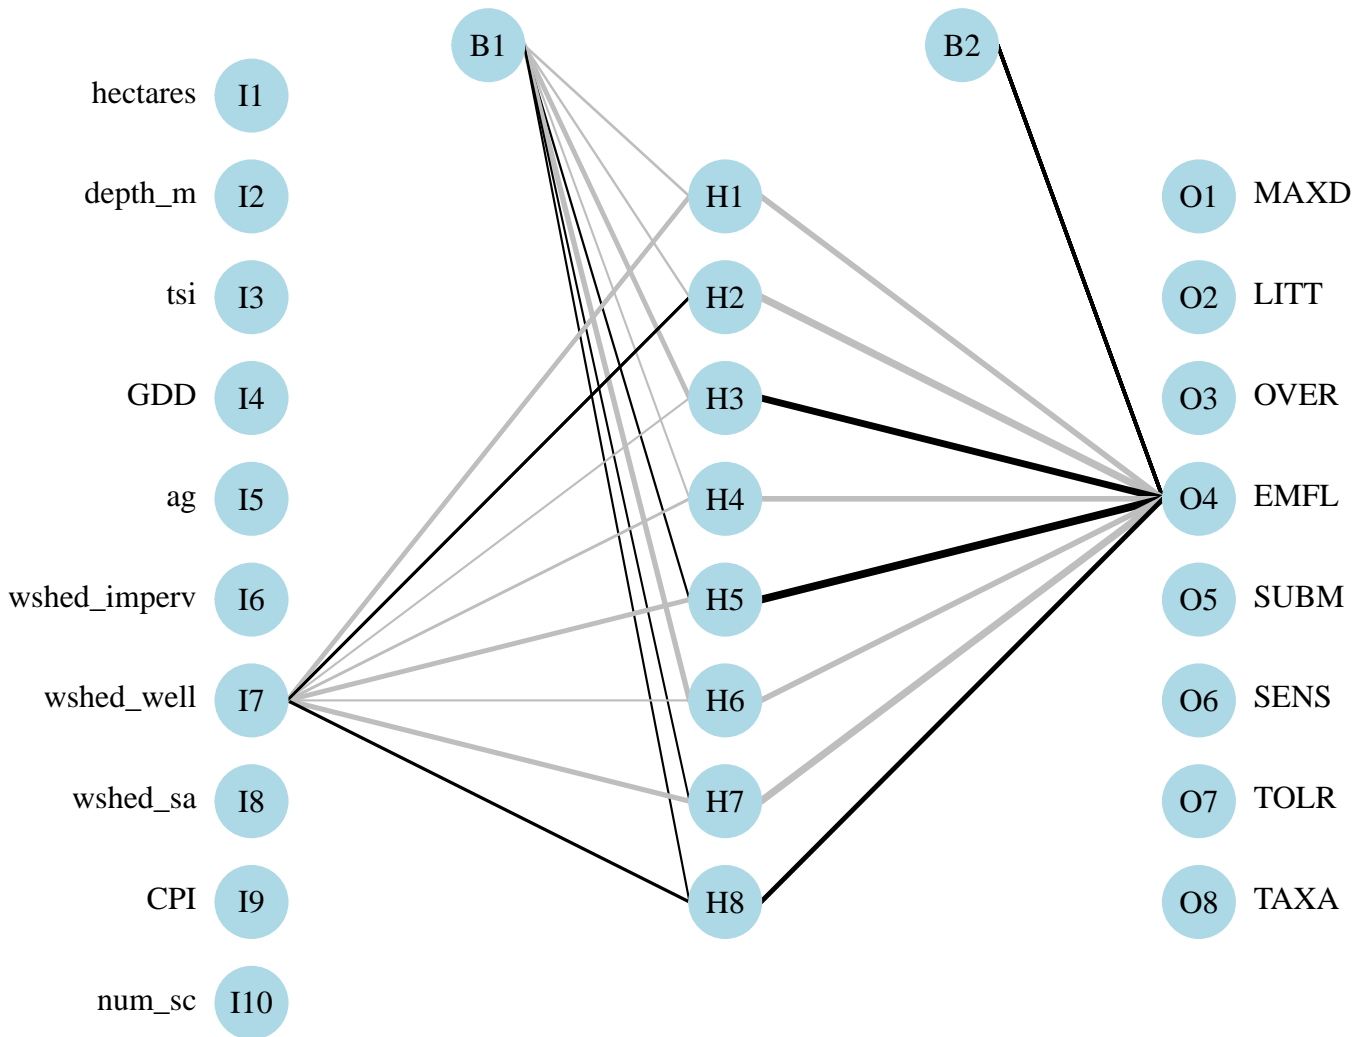 B1 B2
hectares I1
depth_m I2 H1 O1 MAXD
tsi I3 H2 O2 LITT
GDD I4 H3 O3 OVER
ag I5 H4 O4 EMFL
wshed_imperv I6 H5 O5 SUBM
wshed_well I7 H6 O6 SENS
wshed_sa I8 H7 O7 TOLR
CPI I9 H8 O8 TAXA
num_sc I10